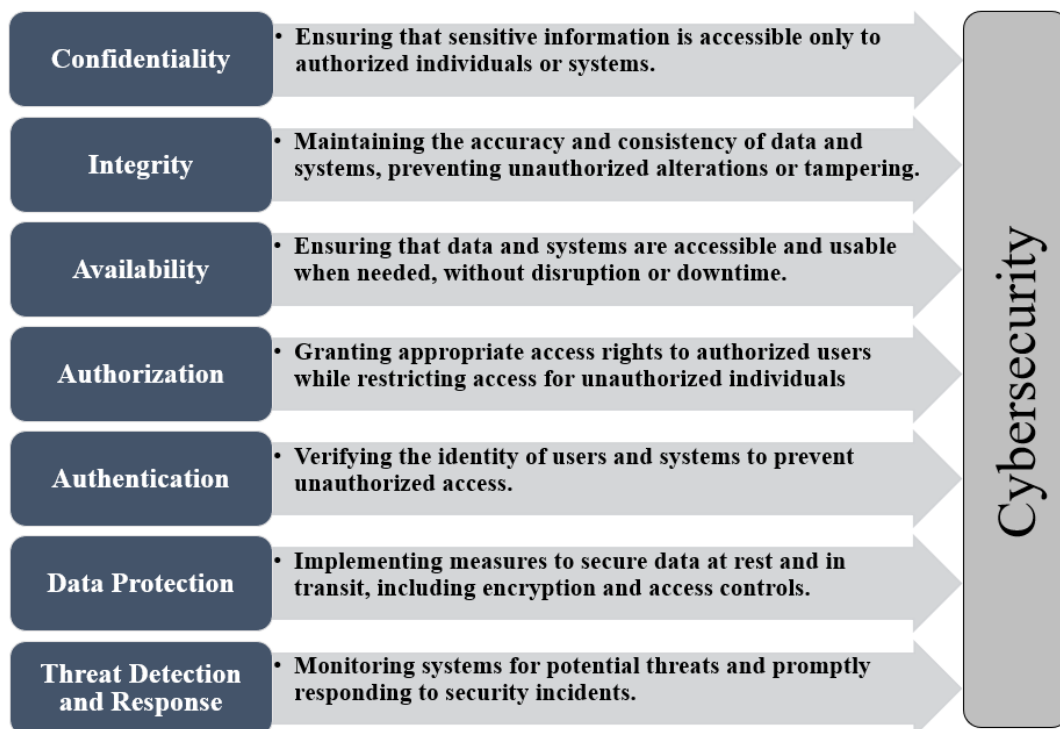 Confidentiality
• Ensuring that sensitive information is accessible only to
authorized individuals or systems.
Integrity
• Maintaining the accuracy and consistency of data and
systems, preventing unauthorized alterations or tampering.
Availability
• Ensuring that data and systems are accessible and usable
when needed, without disruption or downtime.
Authorization
• Granting appropriate access rights to authorized users
while restricting access for unauthorized individuals
Authentication
• Verifying the identity of users and systems to prevent
unauthorized access.
Data Protection
• Implementing measures to secure data at rest and in
transit, including encryption and access controls.
Threat Detection
and Response
• Monitoring systems for potential threats and promptly
responding to security incidents.
Cybersecurity